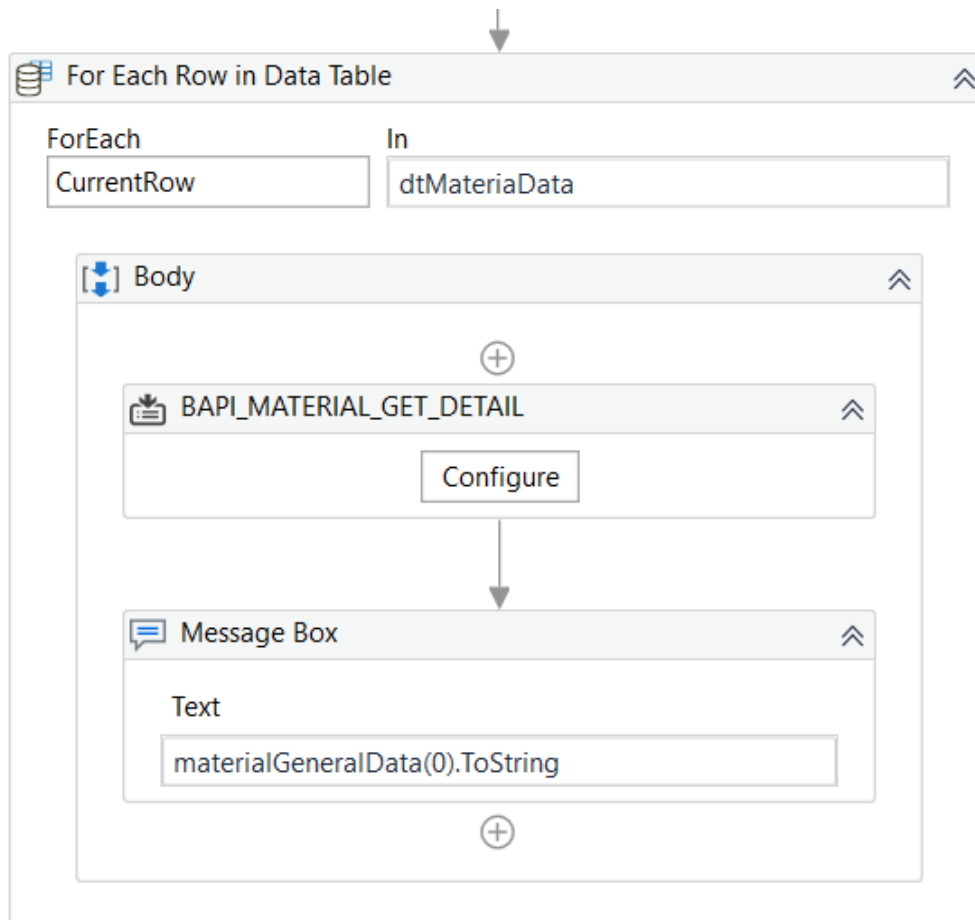 For Each Row in Data Table
ForEach In
CurrentRow dtMateriaData
Body
BAPI_MATERIAL_GET_DETAIL
Configure
Message Box
Text
materialGeneralData(0).ToString